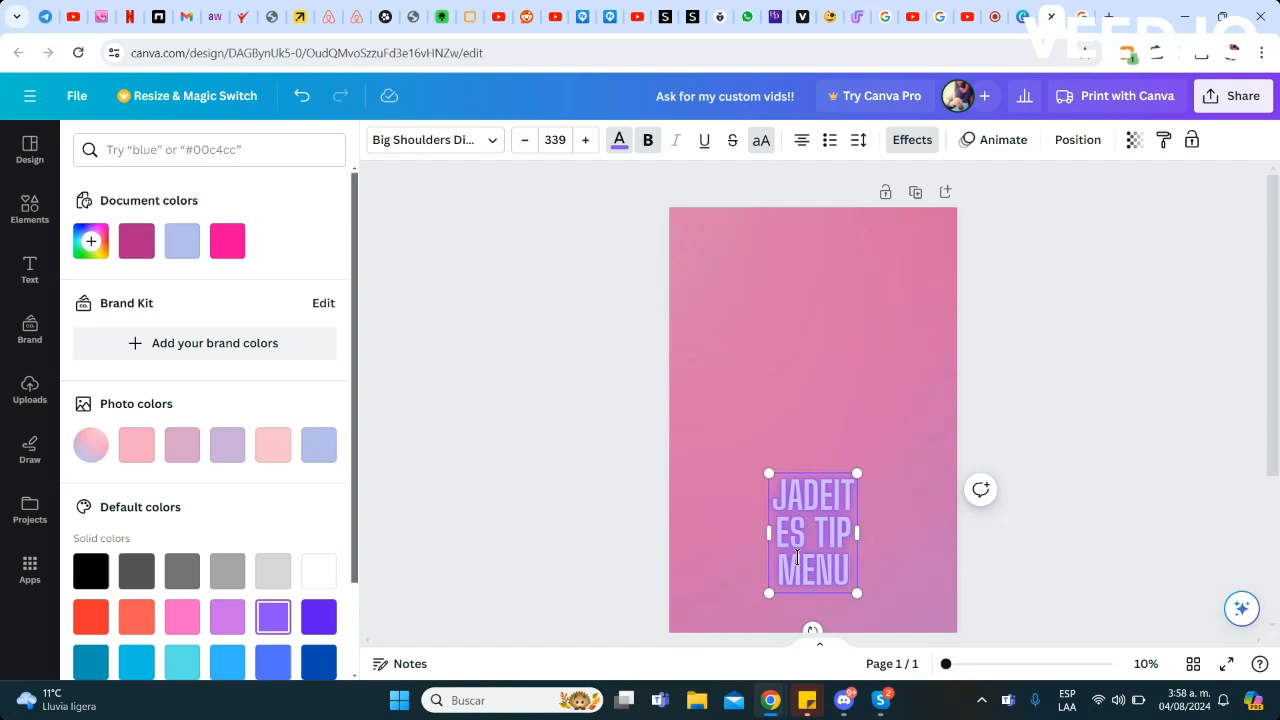 VEED.IO
canva.com/design/DAGBynUk5-0/OudQMvoSzzuFd3e16vHNZw/edit
File
Resize & Magic Switch
Ask for my custom vids!!
Try Canva Pro
Print with Canva
Share
Design
Elements
Text
Brand
Uploads
Draw
Projects
Apps
Try “blue” or “#00c4cc”
Document colors
Brand Kit
Edit
Add your brand colors
Photo colors
Default colors
Solid colors
Big Shoulders Di...
339
Effects
Animate
Position
JADEIT
ES TIP
MENU
Notes
Page 1 / 1
10%
11°C
Lluvia ligera
Buscar
ESP
LAA
3:58 a. m.
04/08/2024